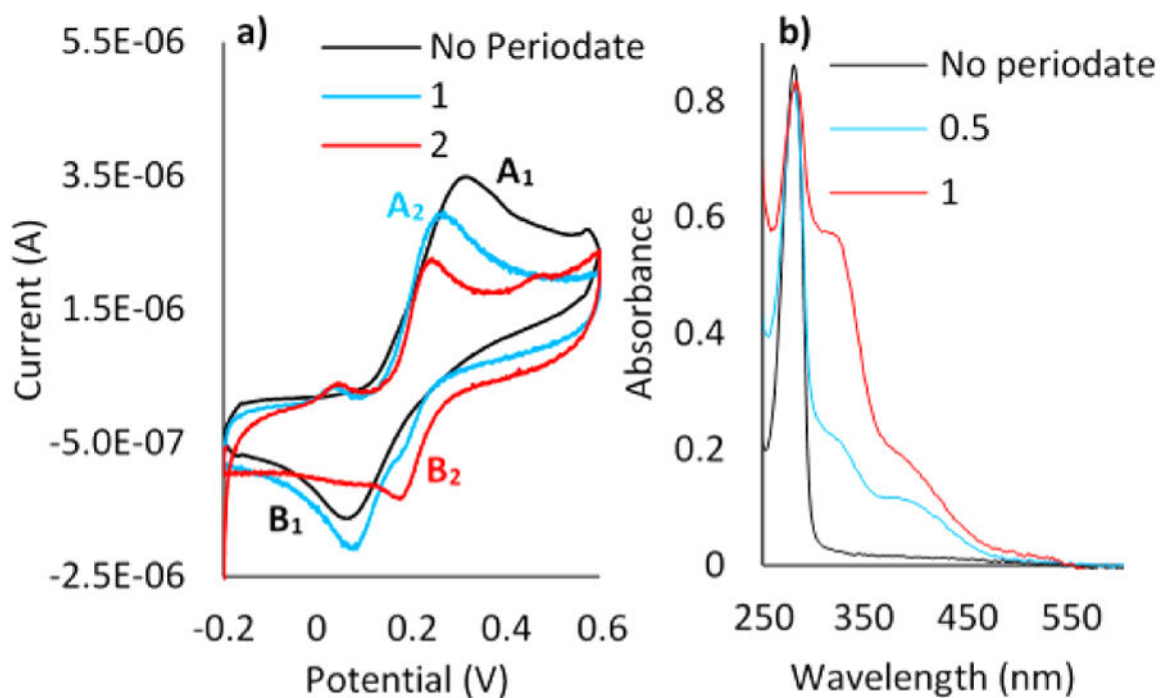 a)
No Periodate
1
2
5.5E-06
3.5E-06
1.5E-06
-5.0E-07
-2.5E-06
Current (A)
A₁
A₂
B₁
B₂
-0.2 0 0.2 0.4 0.6
Potential (V)
b)
No periodate
0.5
1
0.8
0.6
0.4
0.2
0
Absorbance
250 350 450 550
Wavelength (nm)